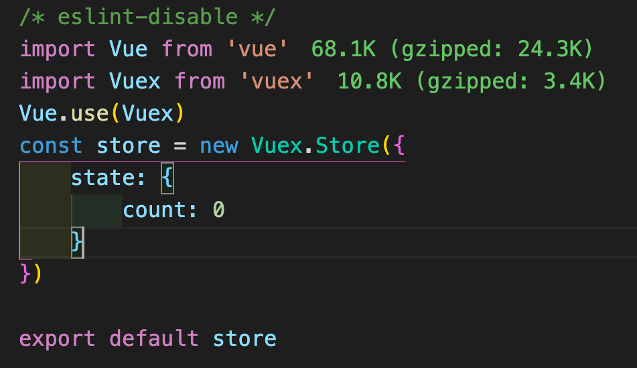 /* eslint-disable */
import Vue from 'vue' 68.1K (gzipped: 24.3K)
import Vuex from 'vuex' 10.8K (gzipped: 3.4K)
Vue.use(Vuex)
const store = new Vuex.Store({
    state: {
        count: 0
    }
})
export default store